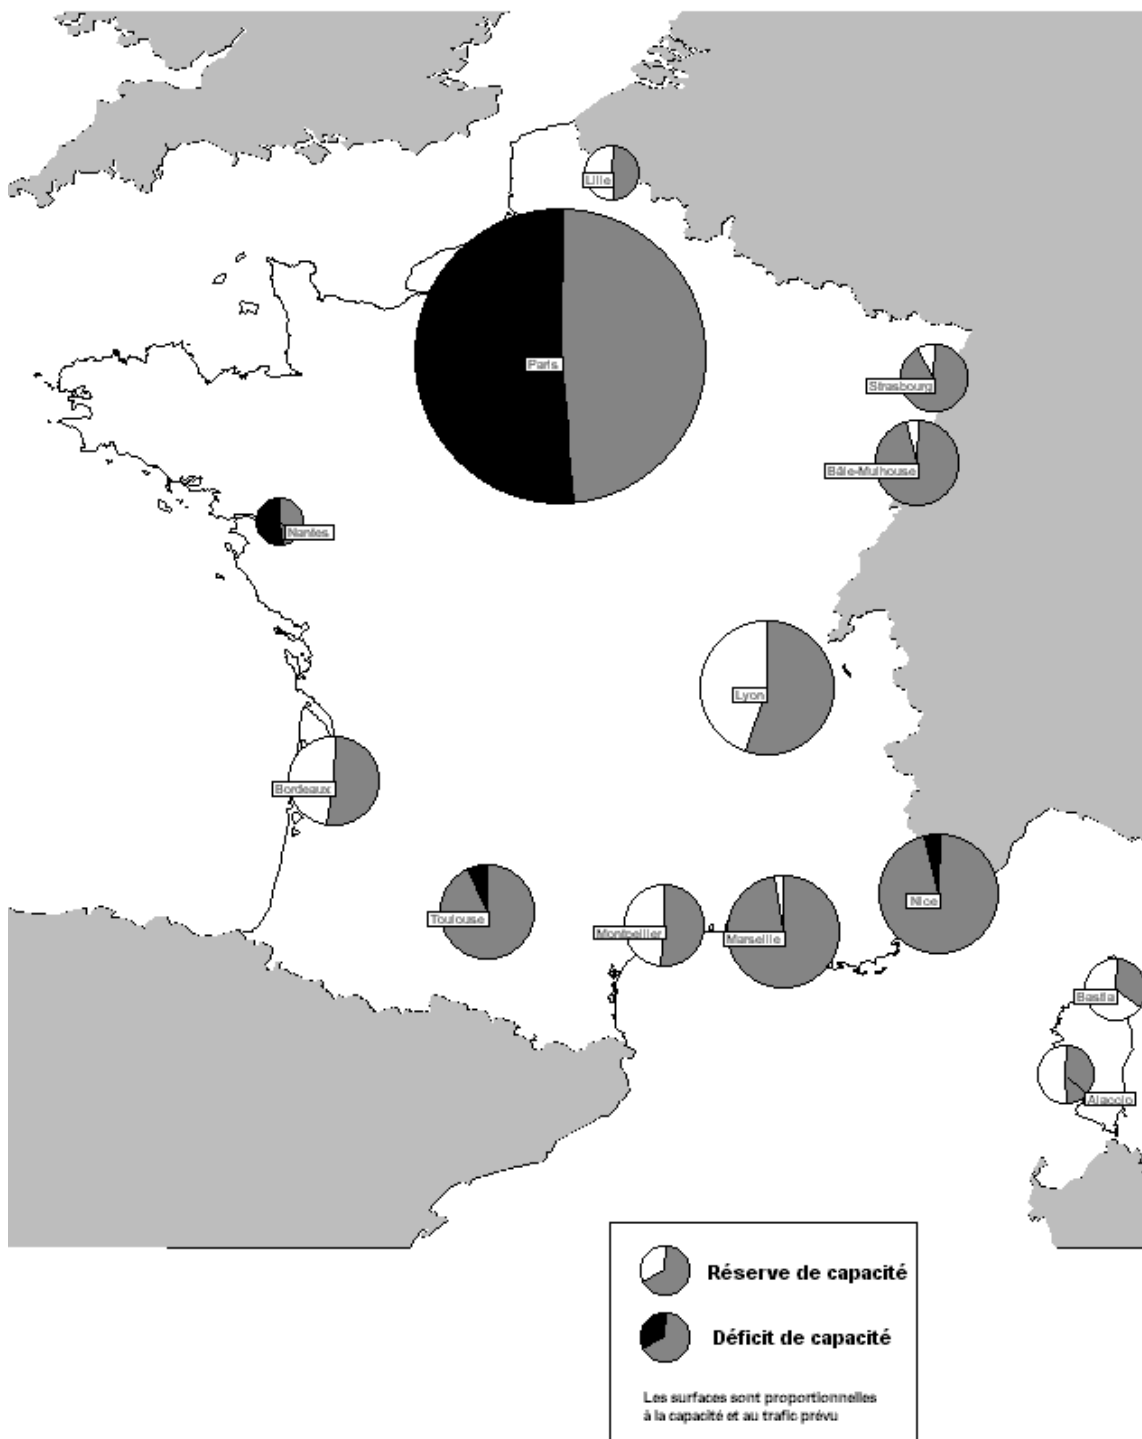 Lille
Paris
Strasbourg
Bâle-Mulhouse
Nantes
Lyon
Bordeaux
Nice
Toulouse
Montpellier
Marseille
Bastia
Ajaccio
Réserve de capacité
Déficit de capacité
Les surfaces sont proportionnelles
à la capacité et au trafic prévu